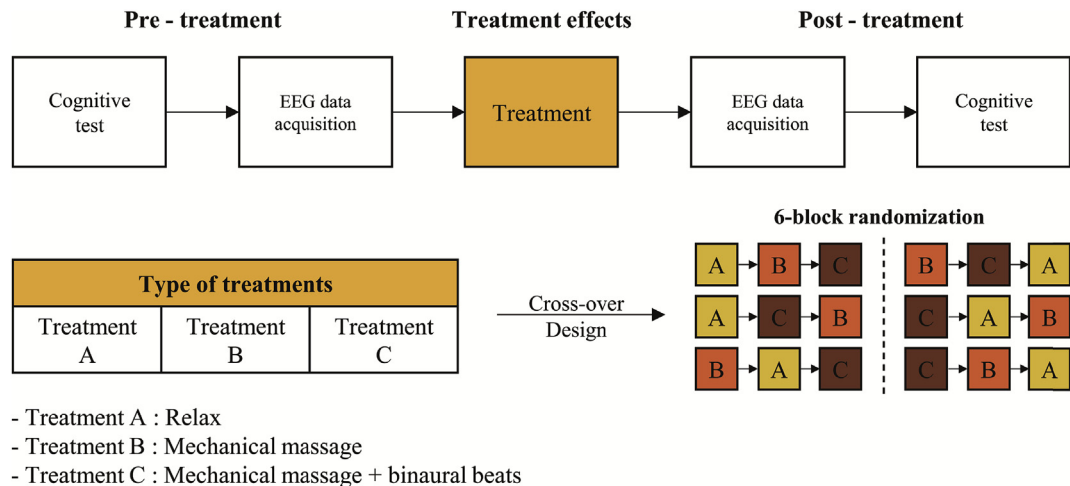 Pre - treatment
Treatment effects
Post - treatment
Cognitive
test
EEG data
acquisition
Treatment
EEG data
acquisition
Cognitive
test
6-block randomization
A B C
B C A
Type of treatments
Treatment
A
Treatment
B
Treatment
C
Cross-over
Design
A C B
C A B
B A C
C B A
- Treatment A : Relax
- Treatment B : Mechanical massage
- Treatment C : Mechanical massage + binaural beats